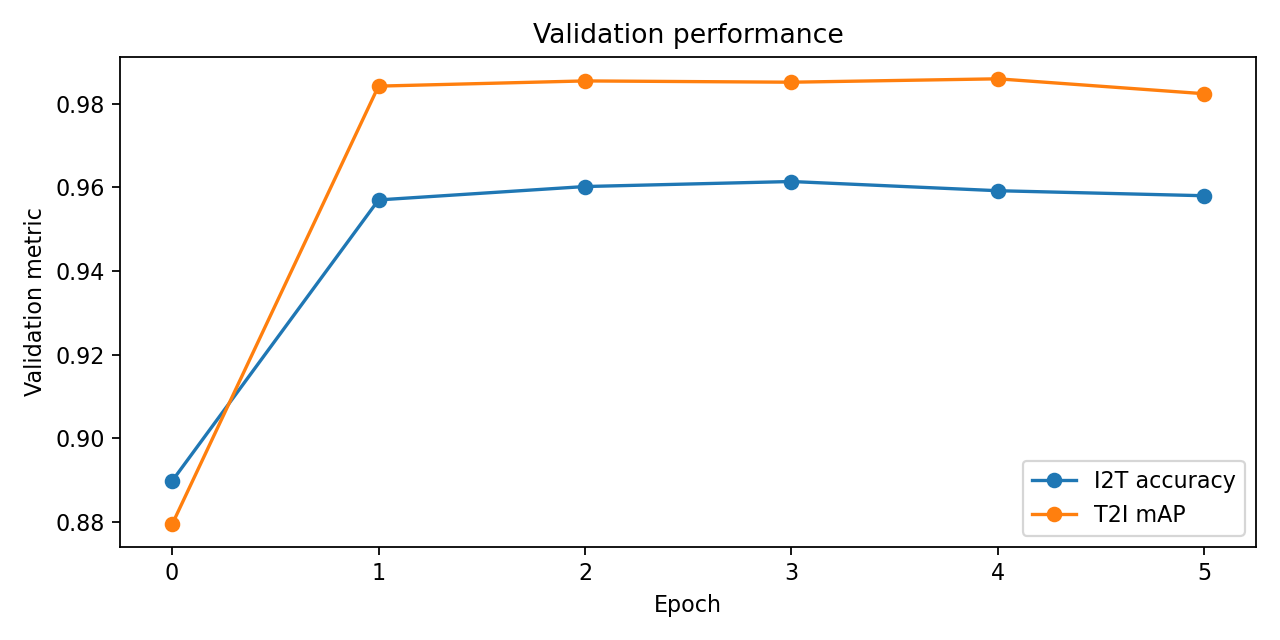 Validation performance
Validation metric
0.98
0.96
0.94
0.92
0.90
0.88
I2T accuracy
T2I mAP
0 1 2 3 4 5
Epoch